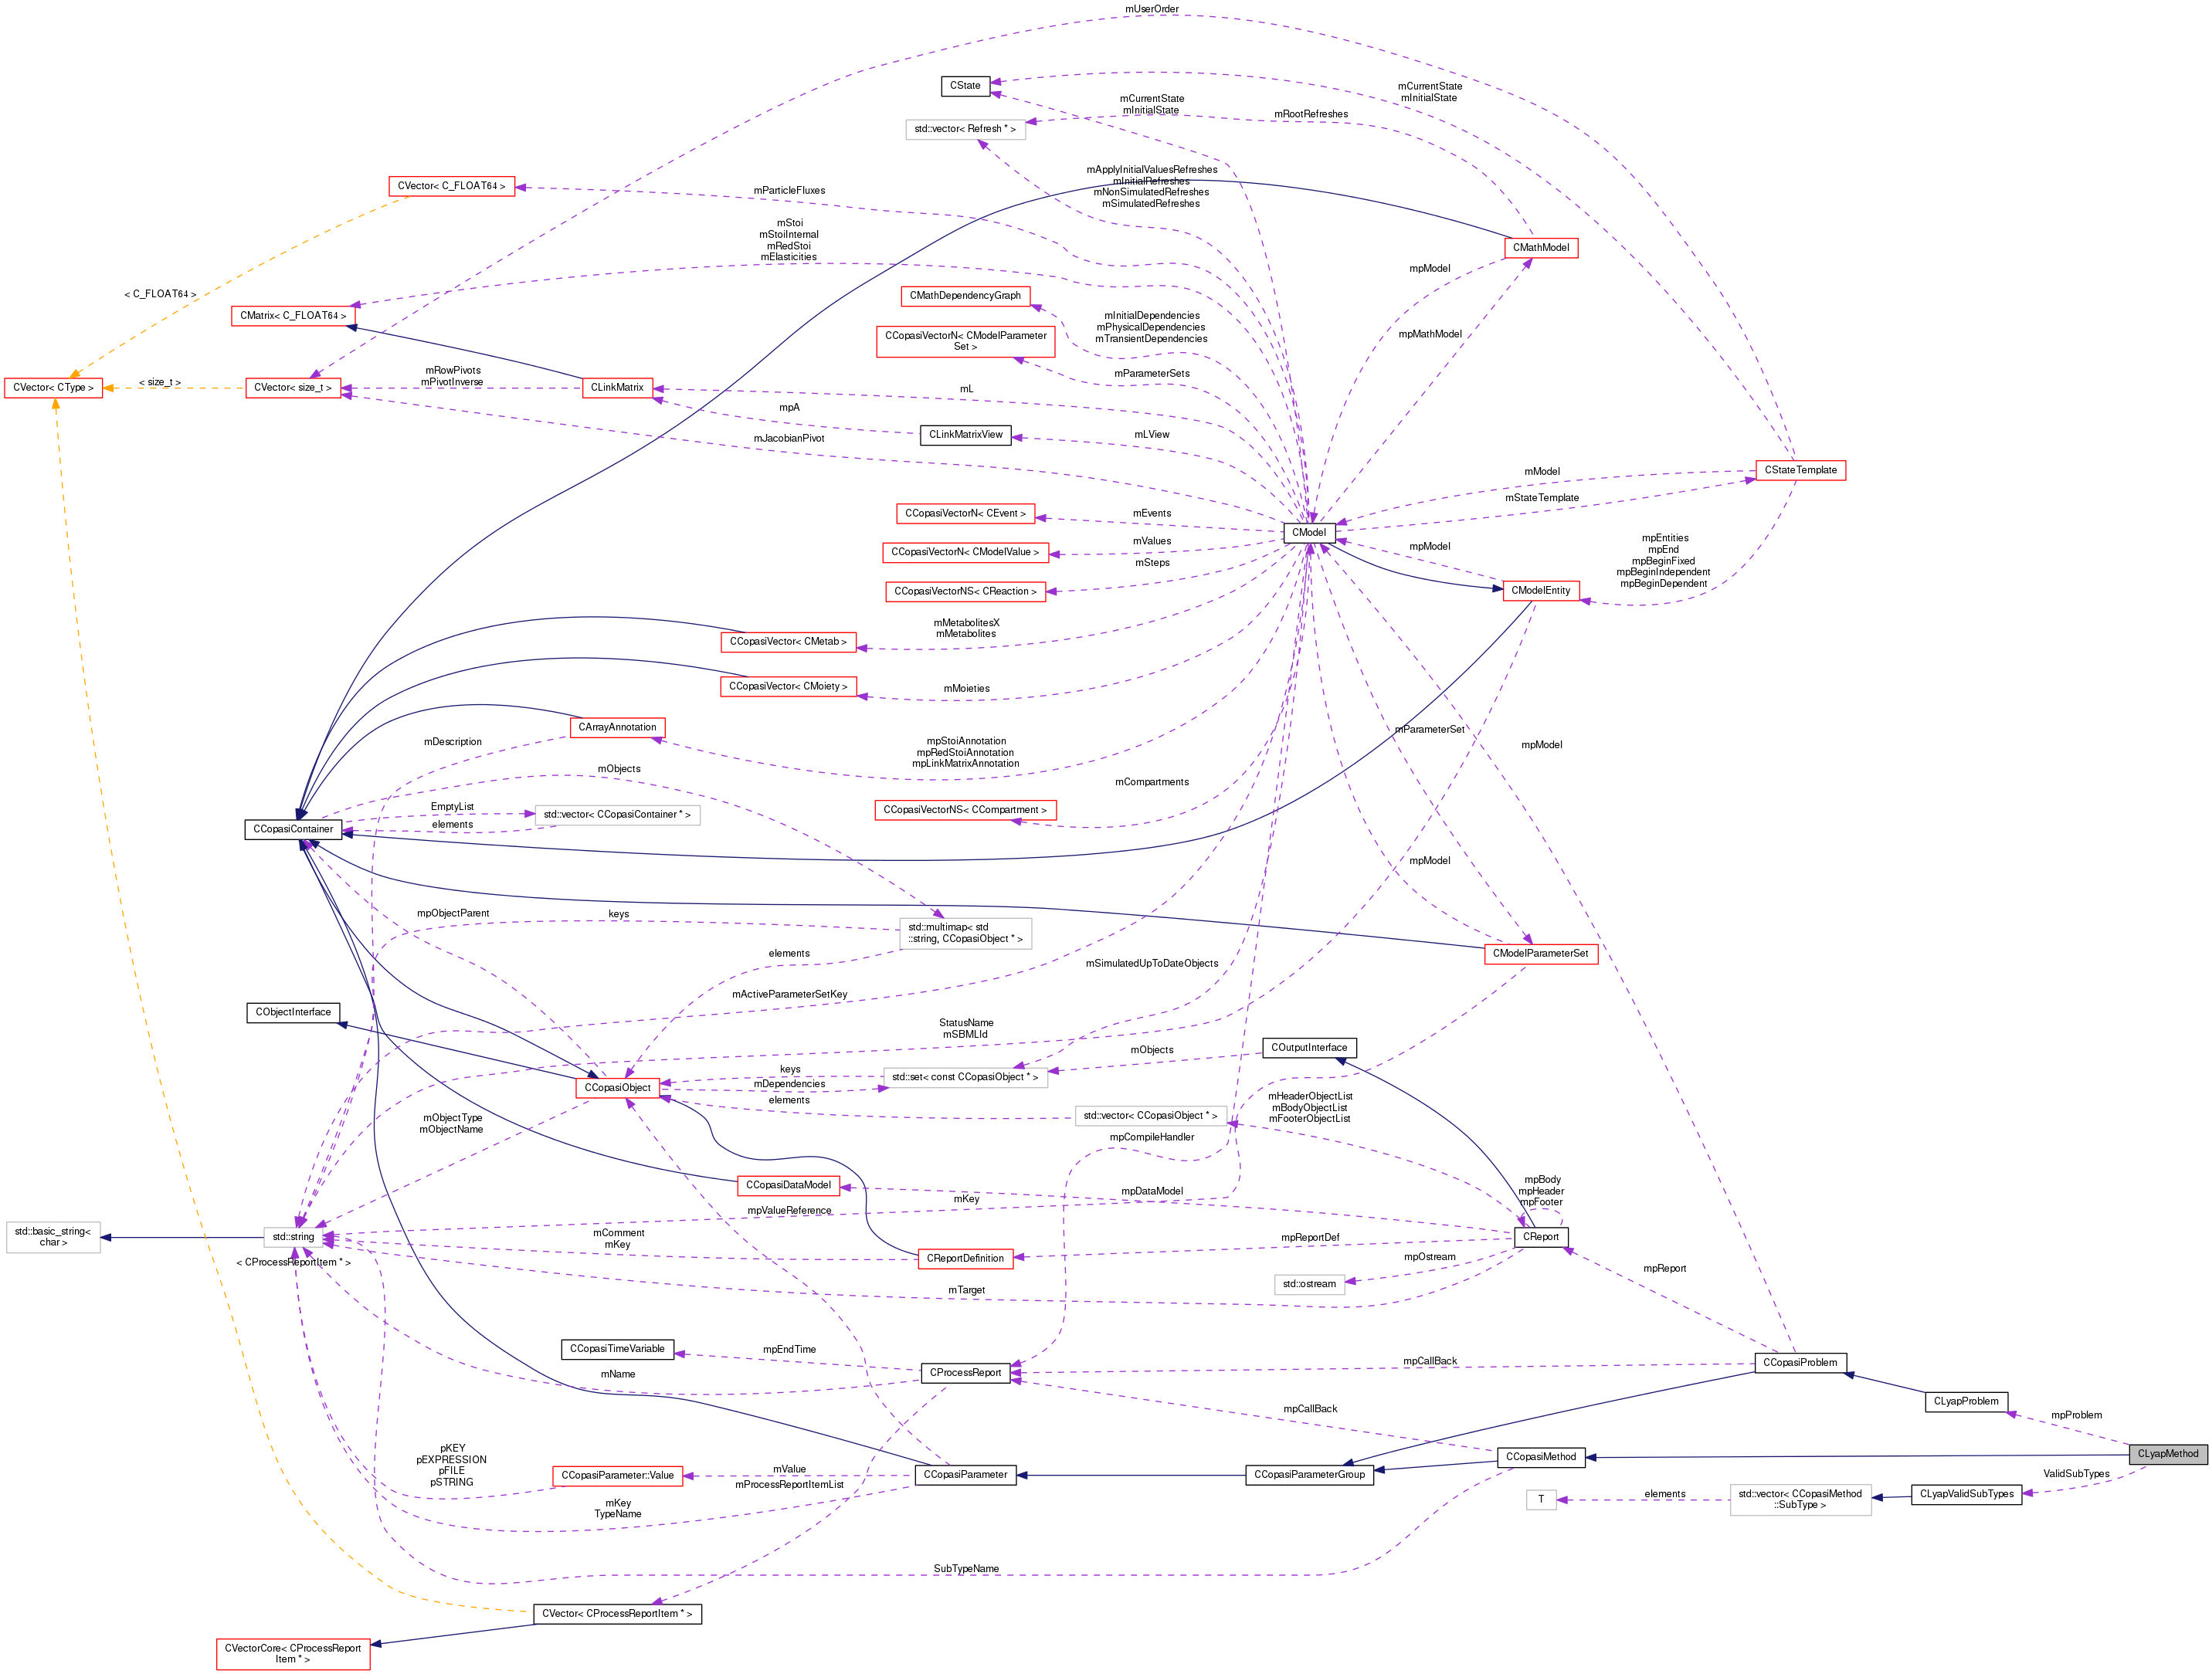 mUserOrder
CState
mCurrentState
mInitialState
mCurrentState
mInitialState
mRootRefreshes
std::vector< Refresh * >
mApplyInitialValuesRefreshes
mInitialRefreshes
mNonSimulatedRefreshes
mSimulatedRefreshes
CVector< C_FLOAT64 >
mParticleFluxes
mStoi
mStoiInternal
mRedStoi
mElasticities
CMathModel
mpModel
< C_FLOAT64 >
CMathDependencyGraph
CMatrix< C_FLOAT64 >
mInitialDependencies
mPhysicalDependencies
mTransientDependencies
mpMathModel
CCopasiVectorN< CModelParameter
Set >
mParameterSets
CVector< CType >
< size_t >
CVector< size_t >
mRowPivots
mPivotInverse
CLinkMatrix
mL
mpA
CLinkMatrixView
mLView
mJacobianPivot
CStateTemplate
mModel
mStateTemplate
CCopasiVectorN< CEvent >
mEvents
CModel
CCopasiVectorN< CModelValue >
mValues
mpModel
mpEntities
mpEnd
mpBeginFixed
mpBeginIndependent
mpBeginDependent
mSteps
CCopasiVectorNS< CReaction >
CModelEntity
mMetabolitesX
mMetabolites
CCopasiVector< CMetab >
CCopasiVector< CMoiety >
mMoieties
CArrayAnnotation
mDescription
mpStoiAnnotation
mpRedStoiAnnotation
mpLinkMatrixAnnotation
mParameterSet
mpModel
mObjects
mCompartments
EmptyList
std::vector< CCopasiContainer * >
CCopasiVectorNS< CCompartment >
CCopasiContainer
elements
mpModel
mpObjectParent
keys
std::multimap< std
::string, CCopasiObject * >
elements
CModelParameterSet
mSimulatedUpToDateObjects
mActiveParameterSetKey
CObjectInterface
StatusName
mSBMLId
mObjects
COutputInterface
CCopasiObject
keys
mDependencies
std::set< const CCopasiObject * >
elements
mHeaderObjectList
mBodyObjectList
mFooterObjectList
std::vector< CCopasiObject * >
mObjectType
mObjectName
mpCompileHandler
CCopasiDataModel
mpDataModel
mKey
mpBody
mpHeader
mpFooter
mpValueReference
std::basic_string<
char >
std::string
mComment
mKey
CReport
mpReportDef
CReportDefinition
mpOstream
< CProcessReportItem * >
std::ostream
mTarget
mpReport
CCopasiTimeVariable
mpEndTime
CProcessReport
mpCallBack
CCopasiProblem
mName
mpCallBack
CLyapProblem
mpProblem
pKEY
pEXPRESSION
pFILE
pSTRING
CCopasiParameter::Value
mValue
mProcessReportItemList
CCopasiParameter
CCopasiParameterGroup
CCopasiMethod
CLyapMethod
ValidSubTypes
mKey
TypeName
T
elements
std::vector< CCopasiMethod
::SubType >
CLyapValidSubTypes
SubTypeName
CVector< CProcessReportItem * >
CVectorCore< CProcessReport
Item * >